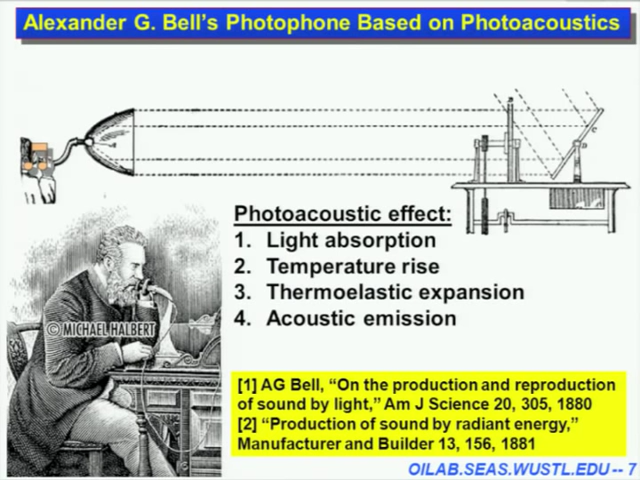 Alexander G. Bell's Photophone Based on Photoacoustics
Photoacoustic effect:
1. Light absorption
2. Temperature rise
3. Thermoelastic expansion
4. Acoustic emission
© MICHAEL HALBERT
[1] AG Bell, “On the production and reproduction
of sound by light,” Am J Science 20, 305, 1880
[2] “Production of sound by radiant energy,”
Manufacturer and Builder 13, 156, 1881
OILAB.SEAS.WUSTL.EDU -- 7